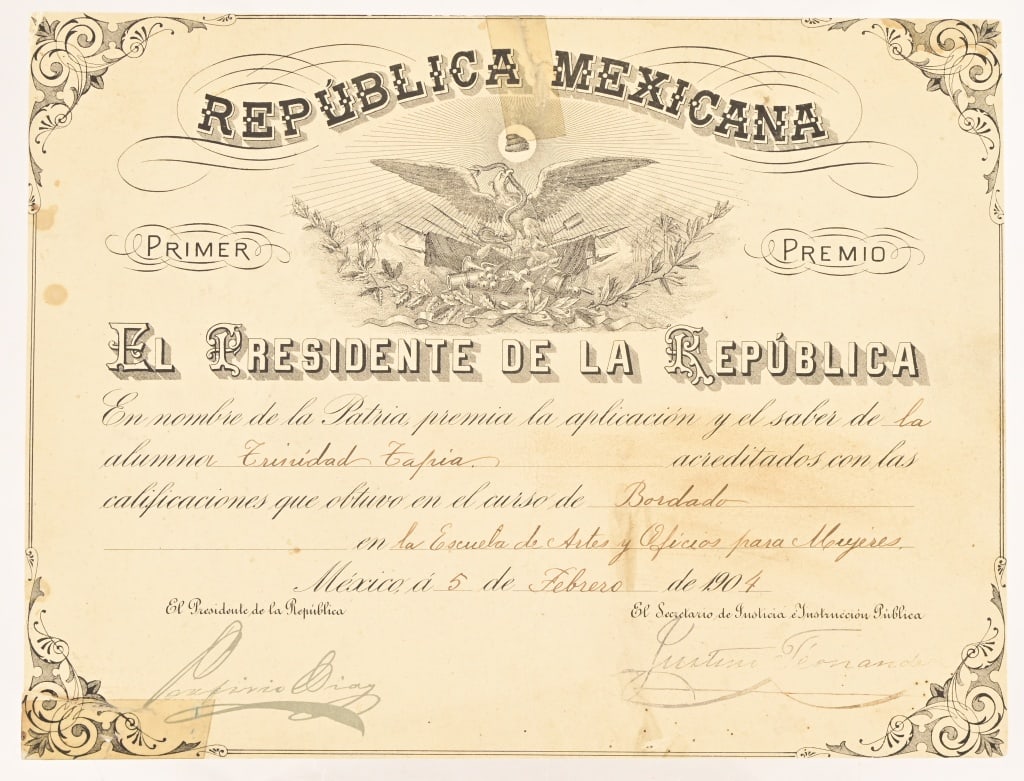 REPÚBLICA MEXICANA
PRIMER PREMIO
EL PRESIDENTE DE LA REPÚBLICA
En nombre de la Patria, premia la aplicación y el saber de la
alumna Trinidad Tapia. acreditados con las
calificaciones que obtuvo en el curso de Bordado
en la Escuela de Artes y Oficios para Mujeres.
México, á 5 de Febrero de 1904
El Presidente de la República El Secretario de Justicia é Instrucción Pública
Porfirio Diaz Justino Fernandez